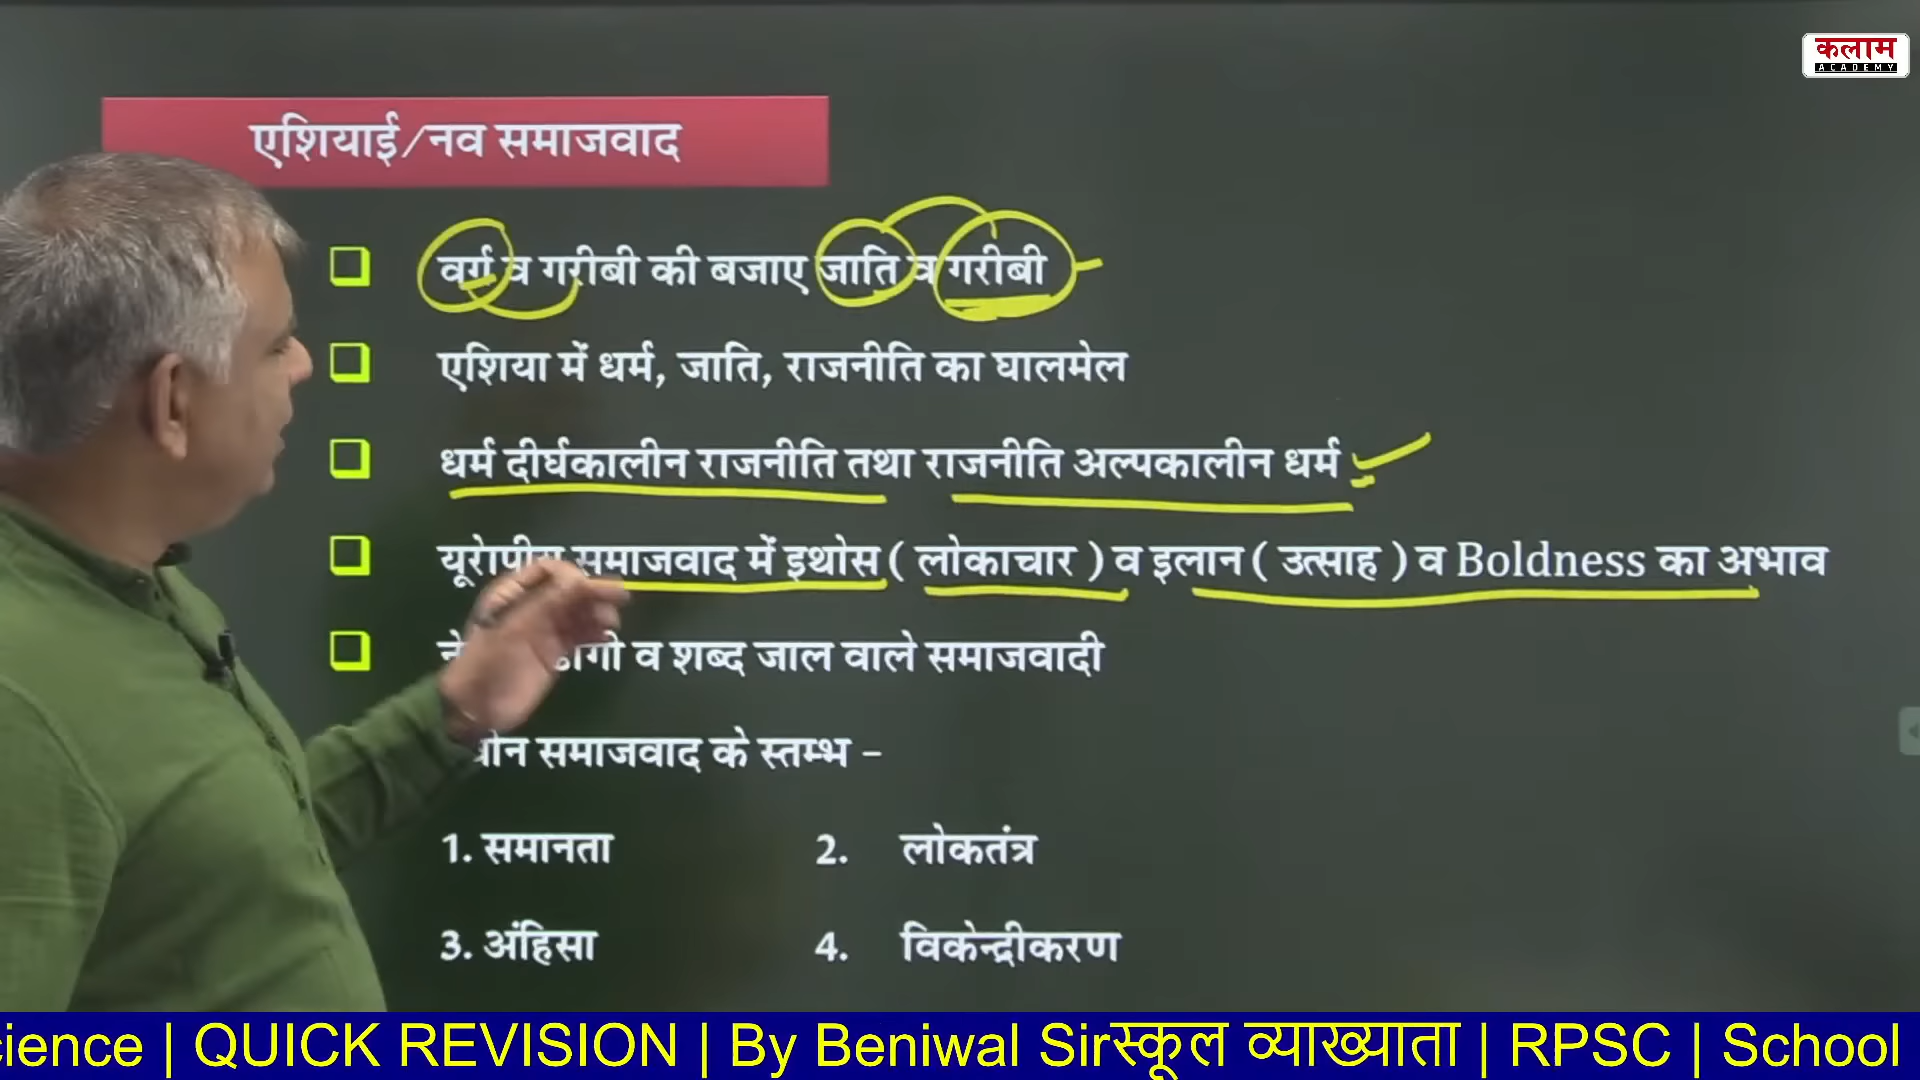 कलाम
ACADEMY
एशियाई/नव समाजवाद
वर्ग व गरीबी की बजाए जाति व गरीबी
एशिया में धर्म, जाति, राजनीति का घालमेल
धर्म दीर्घकालीन राजनीति तथा राजनीति अल्पकालीन धर्म
समाजवाद में इथोस ( लोकाचार ) व इलान ( उत्साह ) व Boldness का अभाव
व शब्द जाल वाले समाजवादी
समाजवाद के स्तम्भ –
1. समानता 2. लोकतंत्र
3. अंहिसा 4. विकेन्द्रीकरण
| QUICK REVISION | By Beniwal Sirस्कूल व्याख्याता | RPSC | School